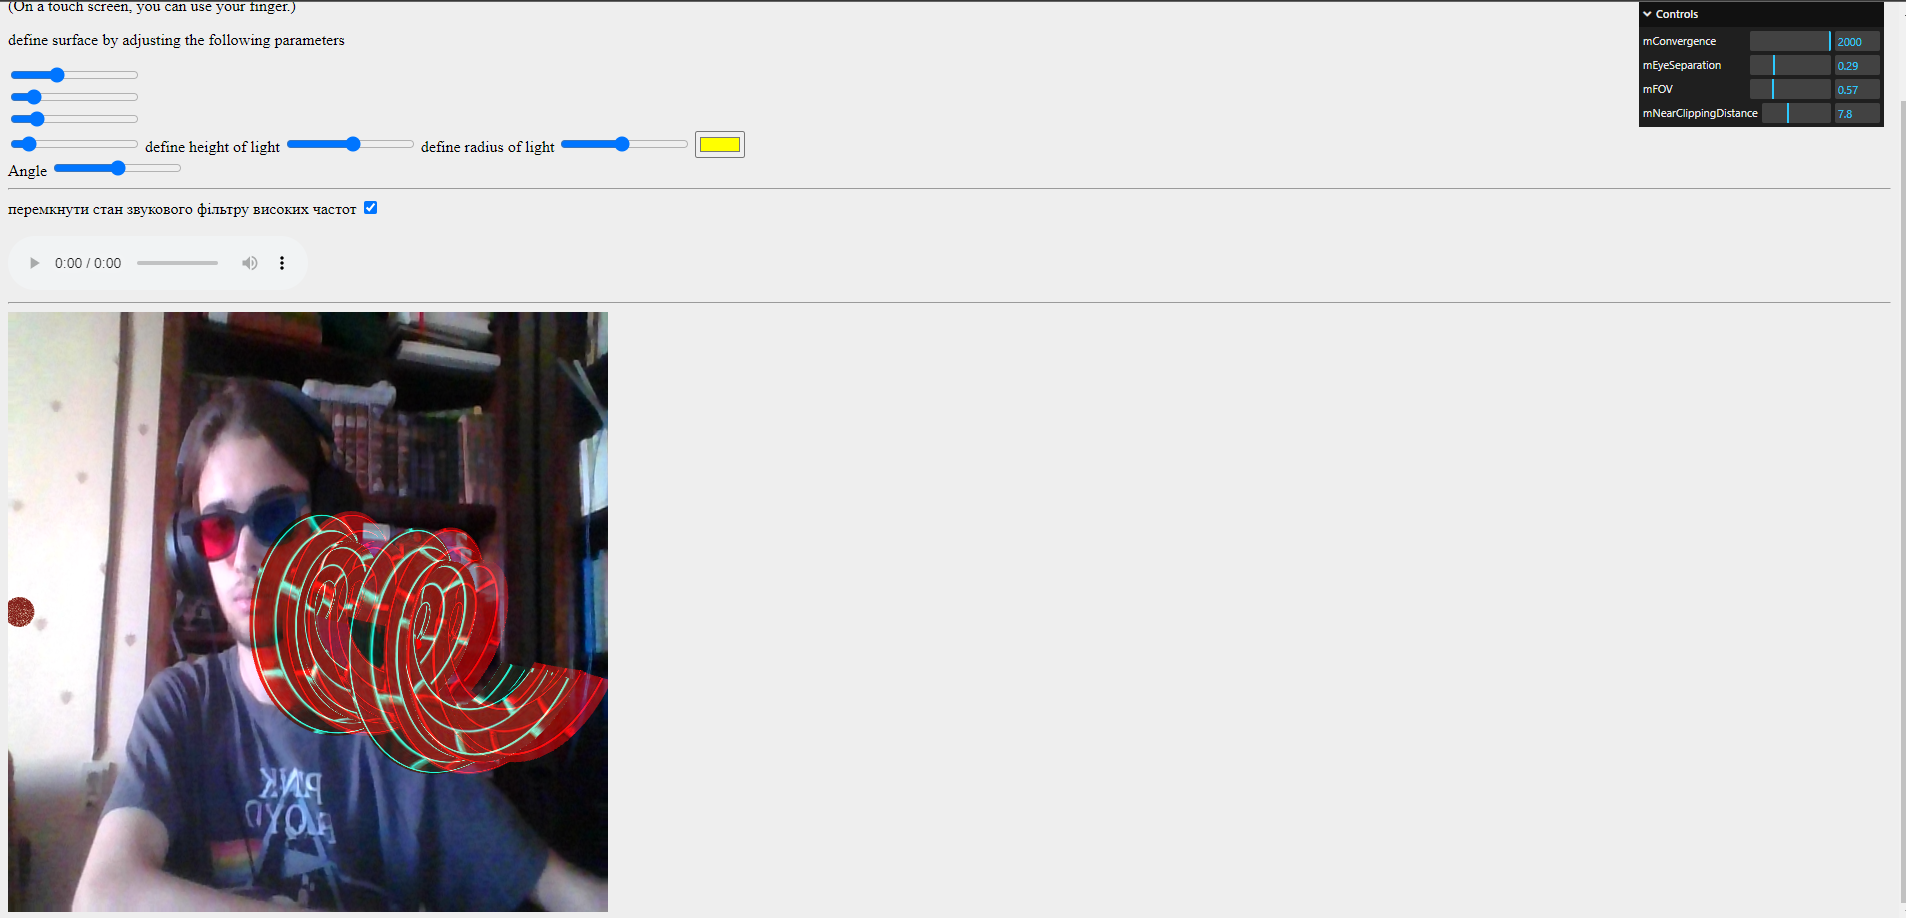 (On a touch screen, you can use your finger.)
define surface by adjusting the following parameters
define height of light define radius of light
Angle
перемкнути стан звукового фільтру високих частот
0:00 / 0:00
Controls
mConvergence 2000
mEyeSeparation 0.29
mFOV 0.57
mNearClippingDistance 7.8
PINK
FLOYD